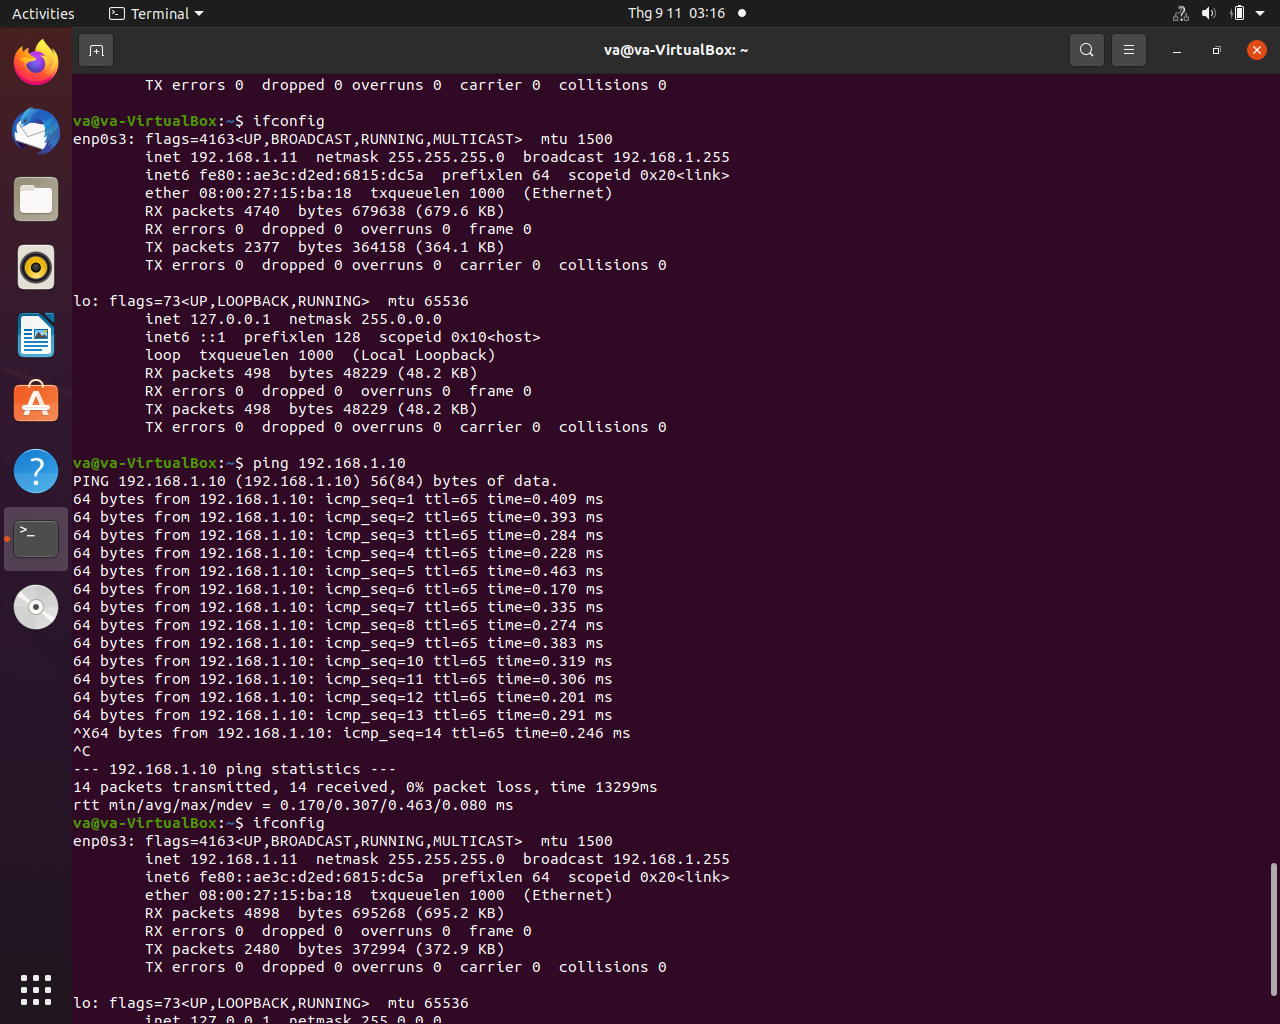 Activities
Terminal
Thg 9 11 03:16
va@va-VirtualBox: ~
TX errors 0  dropped 0 overruns 0  carrier 0  collisions 0
va@va-VirtualBox:~$ ifconfig
enp0s3: flags=4163<UP,BROADCAST,RUNNING,MULTICAST>  mtu 1500
inet 192.168.1.11  netmask 255.255.255.0  broadcast 192.168.1.255
inet6 fe80::ae3c:d2ed:6815:dc5a  prefixlen 64  scopeid 0x20<link>
ether 08:00:27:15:ba:18  txqueuelen 1000  (Ethernet)
RX packets 4740  bytes 679638 (679.6 KB)
RX errors 0  dropped 0  overruns 0  frame 0
TX packets 2377  bytes 364158 (364.1 KB)
TX errors 0  dropped 0 overruns 0  carrier 0  collisions 0
lo: flags=73<UP,LOOPBACK,RUNNING>  mtu 65536
inet 127.0.0.1  netmask 255.0.0.0
inet6 ::1  prefixlen 128  scopeid 0x10<host>
loop  txqueuelen 1000  (Local Loopback)
RX packets 498  bytes 48229 (48.2 KB)
RX errors 0  dropped 0  overruns 0  frame 0
TX packets 498  bytes 48229 (48.2 KB)
TX errors 0  dropped 0 overruns 0  carrier 0  collisions 0
va@va-VirtualBox:~$ ping 192.168.1.10
PING 192.168.1.10 (192.168.1.10) 56(84) bytes of data.
64 bytes from 192.168.1.10: icmp_seq=1 ttl=65 time=0.409 ms
64 bytes from 192.168.1.10: icmp_seq=2 ttl=65 time=0.393 ms
64 bytes from 192.168.1.10: icmp_seq=3 ttl=65 time=0.284 ms
64 bytes from 192.168.1.10: icmp_seq=4 ttl=65 time=0.228 ms
64 bytes from 192.168.1.10: icmp_seq=5 ttl=65 time=0.463 ms
64 bytes from 192.168.1.10: icmp_seq=6 ttl=65 time=0.170 ms
64 bytes from 192.168.1.10: icmp_seq=7 ttl=65 time=0.335 ms
64 bytes from 192.168.1.10: icmp_seq=8 ttl=65 time=0.274 ms
64 bytes from 192.168.1.10: icmp_seq=9 ttl=65 time=0.383 ms
64 bytes from 192.168.1.10: icmp_seq=10 ttl=65 time=0.319 ms
64 bytes from 192.168.1.10: icmp_seq=11 ttl=65 time=0.306 ms
64 bytes from 192.168.1.10: icmp_seq=12 ttl=65 time=0.201 ms
64 bytes from 192.168.1.10: icmp_seq=13 ttl=65 time=0.291 ms
^X64 bytes from 192.168.1.10: icmp_seq=14 ttl=65 time=0.246 ms
^C
--- 192.168.1.10 ping statistics ---
14 packets transmitted, 14 received, 0% packet loss, time 13299ms
rtt min/avg/max/mdev = 0.170/0.307/0.463/0.080 ms
va@va-VirtualBox:~$ ifconfig
enp0s3: flags=4163<UP,BROADCAST,RUNNING,MULTICAST>  mtu 1500
inet 192.168.1.11  netmask 255.255.255.0  broadcast 192.168.1.255
inet6 fe80::ae3c:d2ed:6815:dc5a  prefixlen 64  scopeid 0x20<link>
ether 08:00:27:15:ba:18  txqueuelen 1000  (Ethernet)
RX packets 4898  bytes 695268 (695.2 KB)
RX errors 0  dropped 0  overruns 0  frame 0
TX packets 2480  bytes 372994 (372.9 KB)
TX errors 0  dropped 0 overruns 0  carrier 0  collisions 0
lo: flags=73<UP,LOOPBACK,RUNNING>  mtu 65536
inet 127.0.0.1  netmask 255.0.0.0